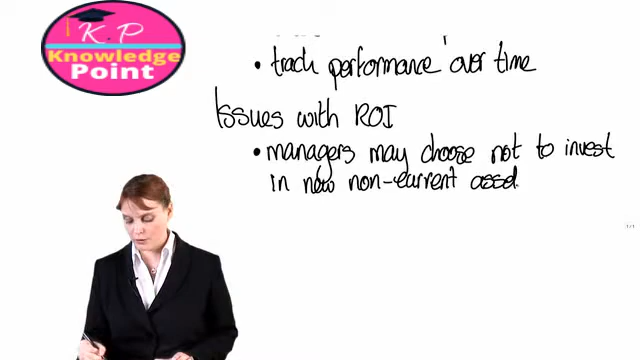 K.P
Knowledge
Point
• track performance over time
Issues with ROI
• managers may choose not to invest
in new non-current asse